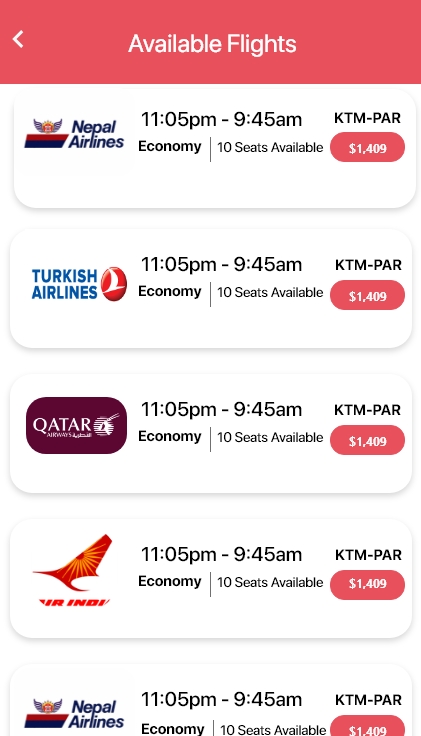 Available Flights
Nepal Airlines
11:05pm - 9:45am
KTM-PAR
Economy | 10 Seats Available
$1,409
TURKISH AIRLINES
11:05pm - 9:45am
KTM-PAR
Economy | 10 Seats Available
$1,409
QATAR
AIRWAYS القطرية
11:05pm - 9:45am
KTM-PAR
Economy | 10 Seats Available
$1,409
AIR INDI
11:05pm - 9:45am
KTM-PAR
Economy | 10 Seats Available
$1,409
Nepal Airlines
11:05pm - 9:45am
KTM-PAR
Economy | 10 Seats Available
$1,409